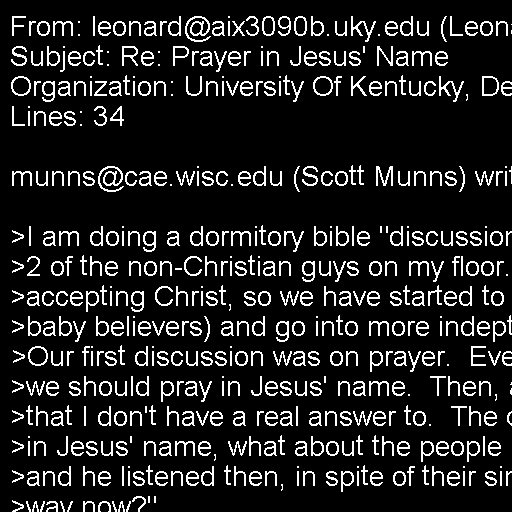 From: leonard@aix3090b.uky.edu (Leon
Subject: Re: Prayer in Jesus' Name
Organization: University Of Kentucky, De
Lines: 34
munns@cae.wisc.edu (Scott Munns) writ
>I am doing a dormitory bible "discussion
>2 of the non-Christian guys on my floor.
>accepting Christ, so we have started to
>baby believers) and go into more indept
>Our first discussion was on prayer.  Eve
>we should pray in Jesus' name.  Then, a
>that I don't have a real answer to.  The
>in Jesus' name, what about the people
>and he listened then, in spite of their sin
>way now?"